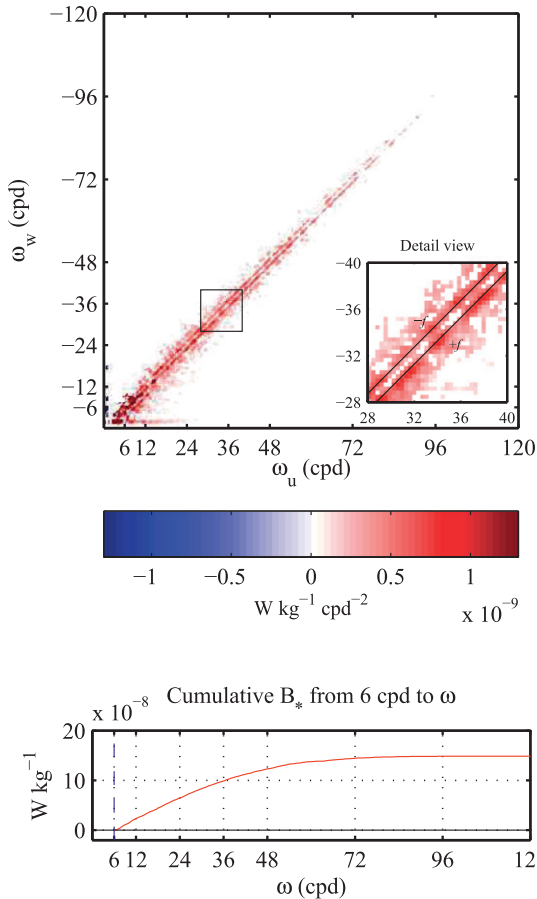 −120
−96
−72
−48
−36
−24
−12
−6
ω_w (cpd)
6 12 24 36 48 72 96 120
ω_u (cpd)
Detail view
−40
−36
−32
−28
28 32 36 40
−f
+f
−1 −0.5 0 0.5 1
W kg⁻¹ cpd⁻²
x 10⁻⁹
Cumulative B_* from 6 cpd to ω
x 10⁻⁸
20
10
0
W kg⁻¹
6 12 24 36 48 72 96 12
ω (cpd)